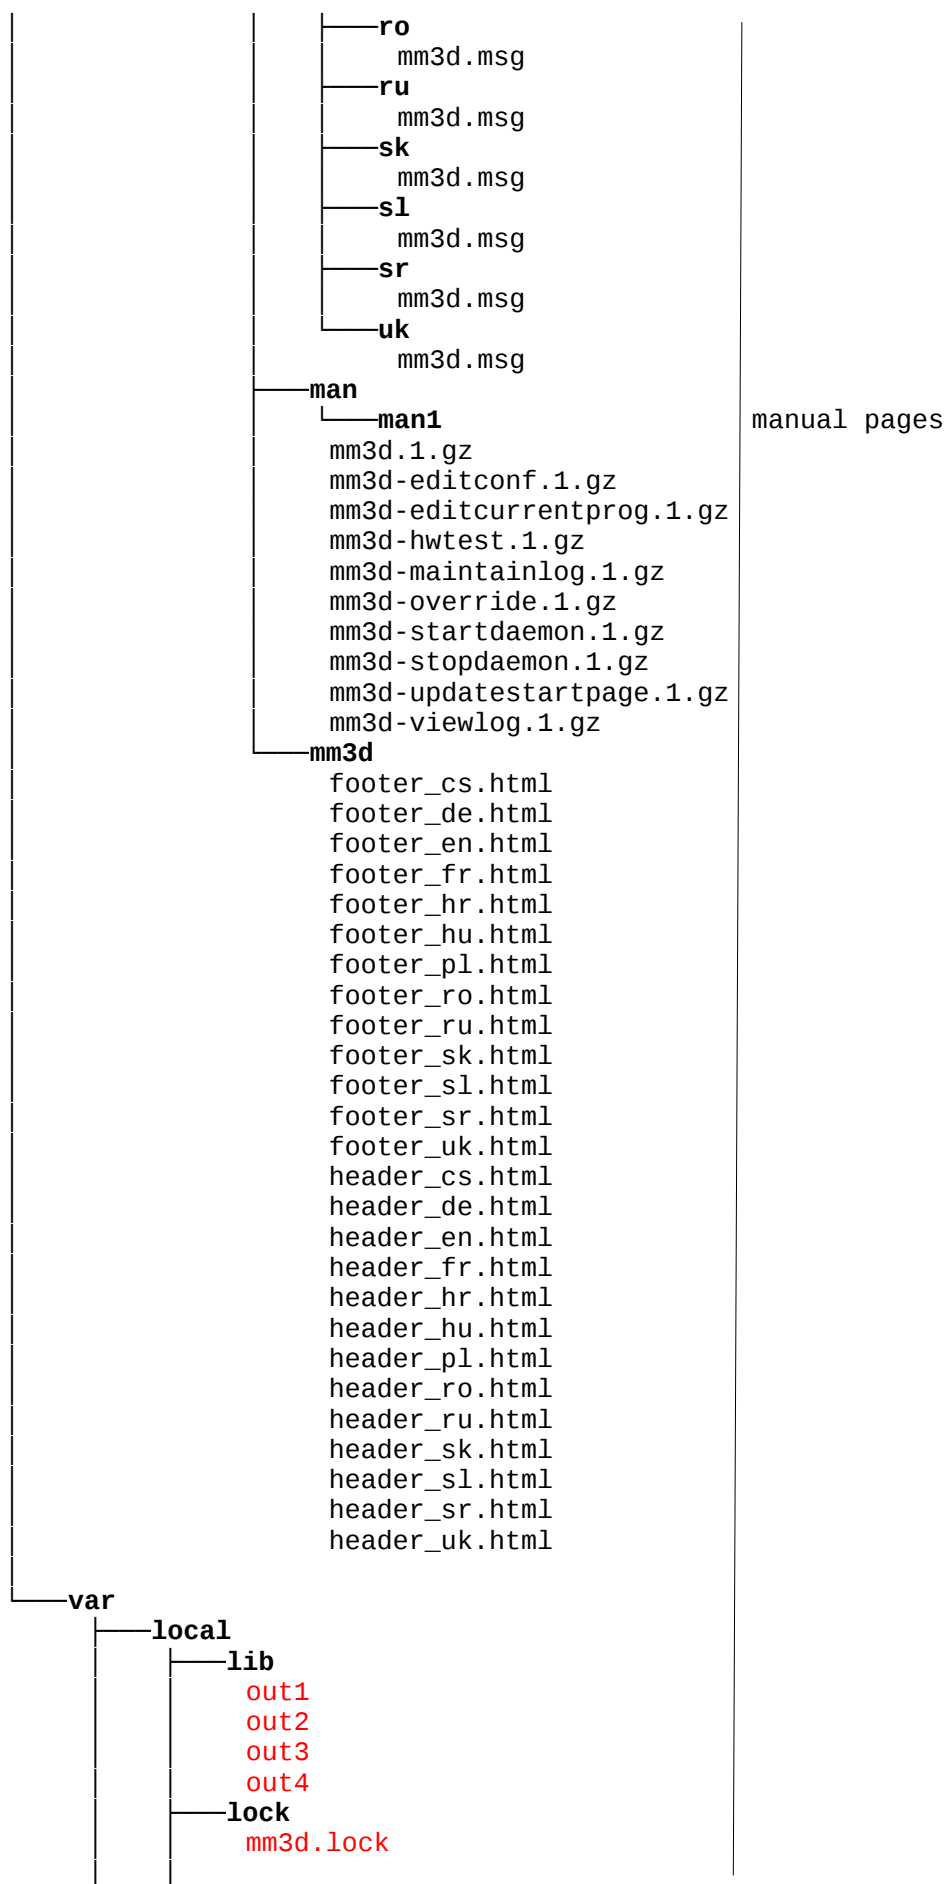 ro
mm3d.msg
ru
mm3d.msg
sk
mm3d.msg
sl
mm3d.msg
sr
mm3d.msg
uk
mm3d.msg
man
man1 manual pages
mm3d.1.gz
mm3d-editconf.1.gz
mm3d-editcurrentprog.1.gz
mm3d-hwtest.1.gz
mm3d-maintainlog.1.gz
mm3d-override.1.gz
mm3d-startdaemon.1.gz
mm3d-stopdaemon.1.gz
mm3d-updatestartpage.1.gz
mm3d-viewlog.1.gz
mm3d
footer_cs.html
footer_de.html
footer_en.html
footer_fr.html
footer_hr.html
footer_hu.html
footer_pl.html
footer_ro.html
footer_ru.html
footer_sk.html
footer_sl.html
footer_sr.html
footer_uk.html
header_cs.html
header_de.html
header_en.html
header_fr.html
header_hr.html
header_hu.html
header_pl.html
header_ro.html
header_ru.html
header_sk.html
header_sl.html
header_sr.html
header_uk.html
var
local
lib
out1
out2
out3
out4
lock
mm3d.lock